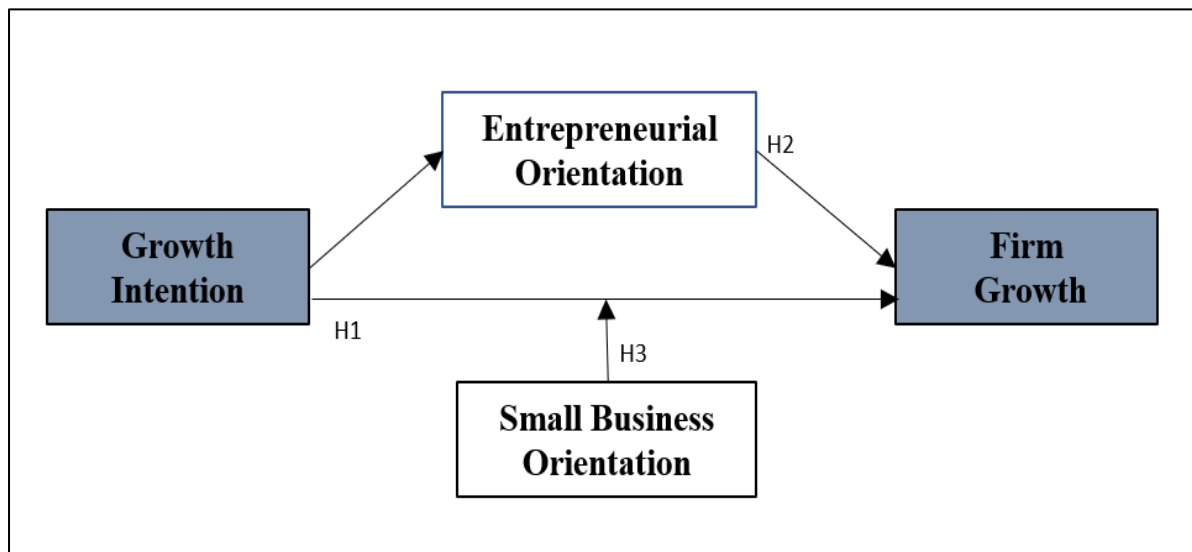 Entrepreneurial
Orientation
H2
Growth
Intention
Firm
Growth
H1
H3
Small Business
Orientation